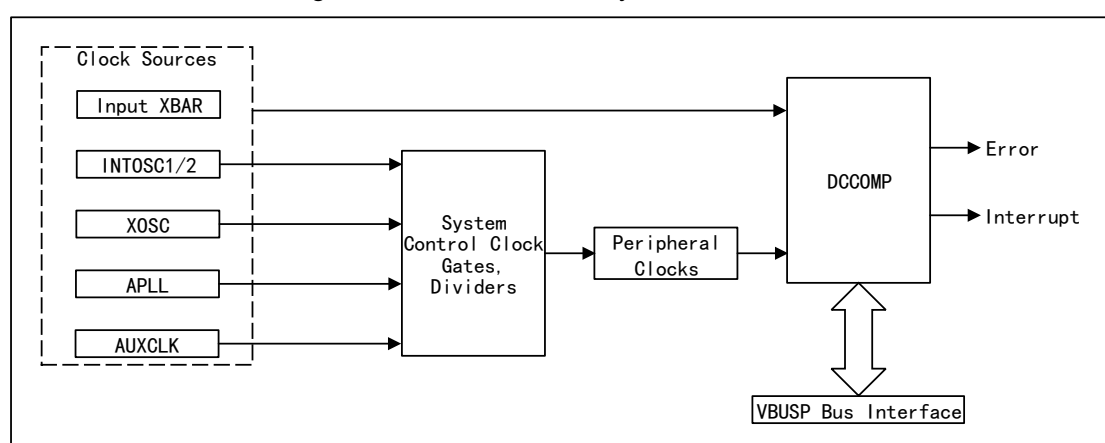 Clock Sources
Input XBAR
INTOSC1/2
XOSC
APLL
AUXCLK
System
Control Clock
Gates,
Dividers
Peripheral
Clocks
DCCOMP
Error
Interrupt
VBUSP Bus Interface